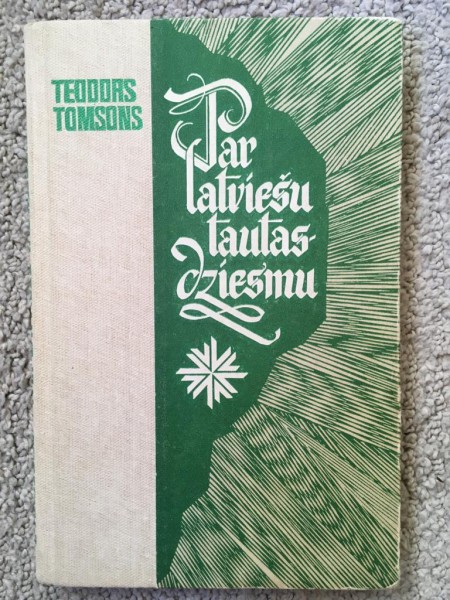 TEODORS
TOMSONS
Par
latviešu
tautas-
dziesmu